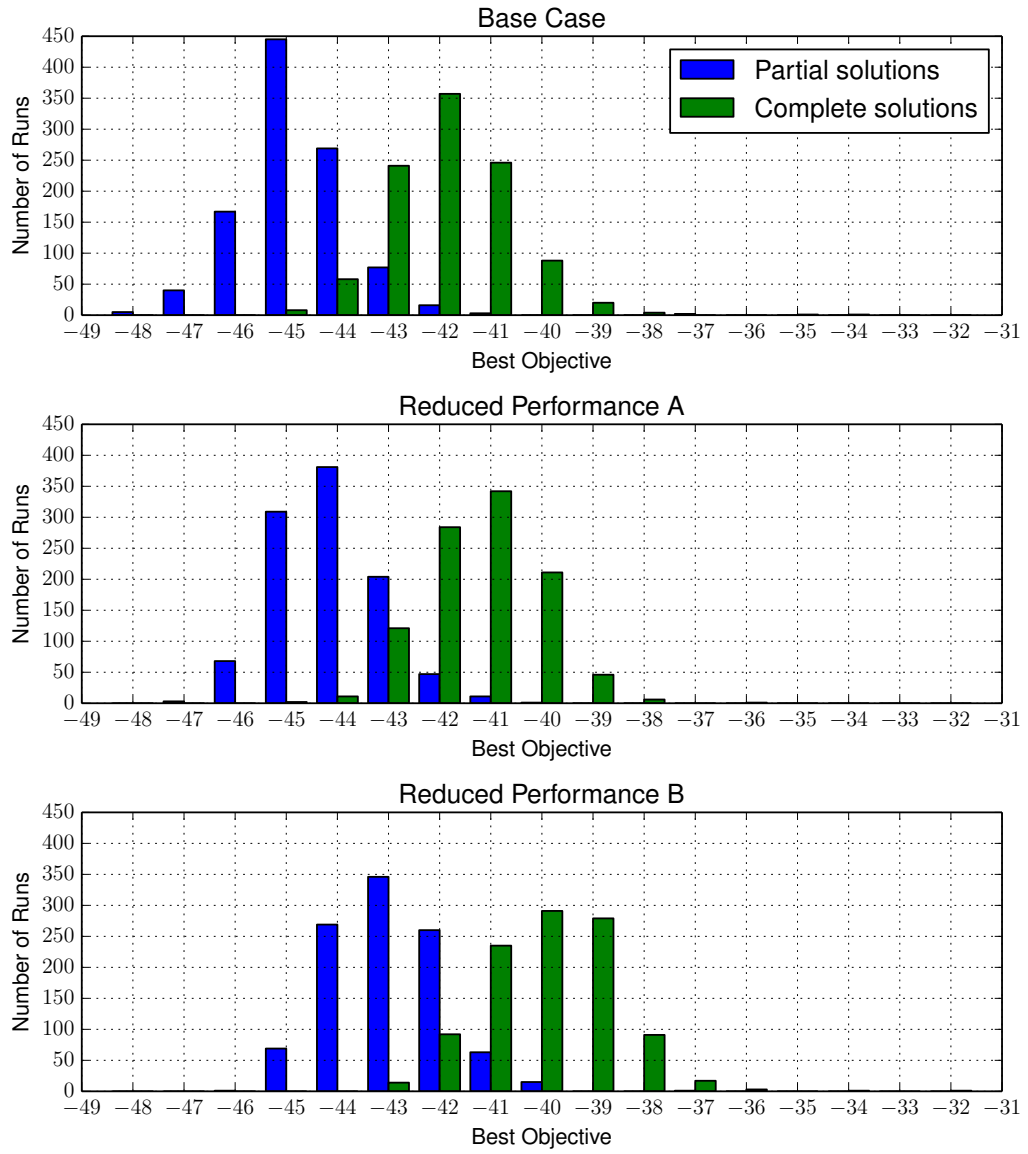 Base Case
450
400
350
300
250
200
150
100
50
0
Number of Runs
Partial solutions
Complete solutions
−49 −48 −47 −46 −45 −44 −43 −42 −41 −40 −39 −38 −37 −36 −35 −34 −33 −32 −31
Best Objective
Reduced Performance A
450
400
350
300
250
200
150
100
50
0
Number of Runs
−49 −48 −47 −46 −45 −44 −43 −42 −41 −40 −39 −38 −37 −36 −35 −34 −33 −32 −31
Best Objective
Reduced Performance B
450
400
350
300
250
200
150
100
50
0
Number of Runs
−49 −48 −47 −46 −45 −44 −43 −42 −41 −40 −39 −38 −37 −36 −35 −34 −33 −32 −31
Best Objective